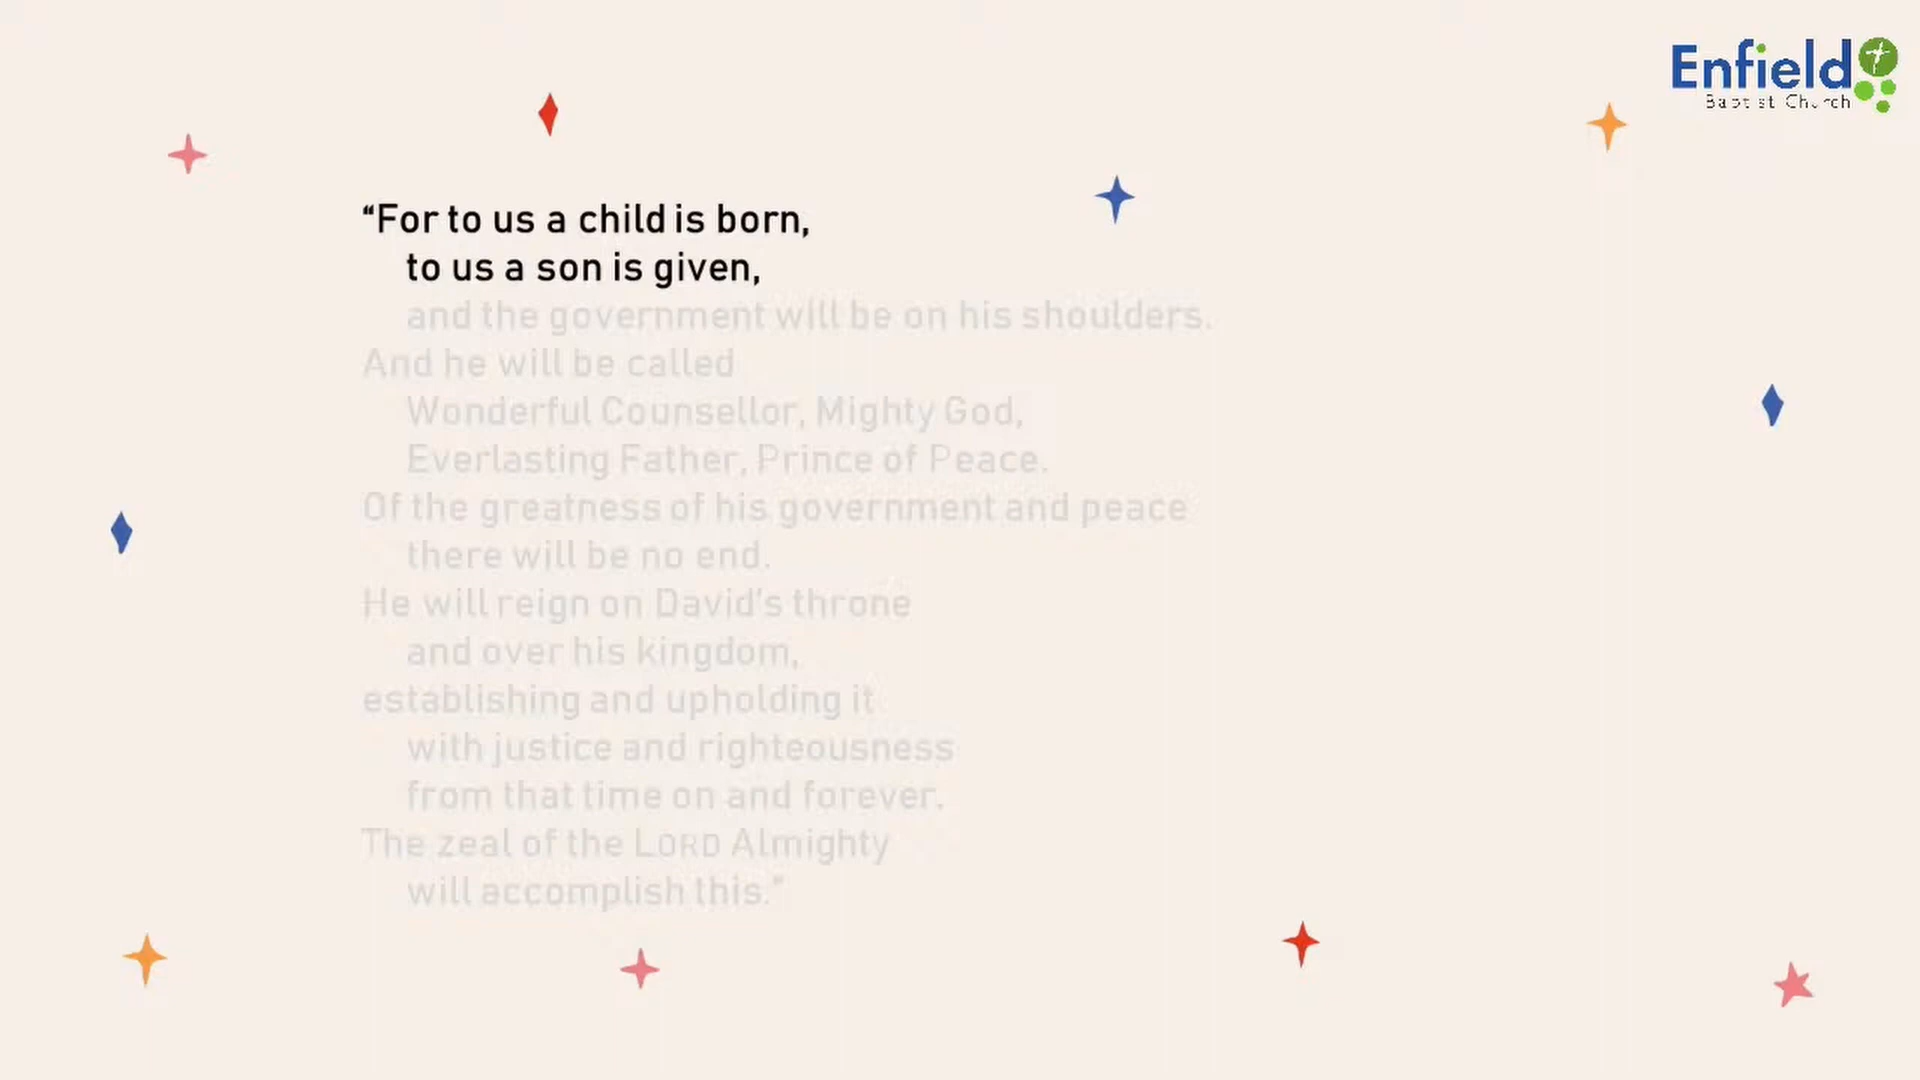 Enfield
Baptist Church
“For to us a child is born,
to us a son is given,
and the government will be on his shoulders.
And he will be called
Wonderful Counsellor, Mighty God,
Everlasting Father, Prince of Peace.
Of the greatness of his government and peace
there will be no end.
He will reign on David’s throne
and over his kingdom,
establishing and upholding it
with justice and righteousness
from that time on and forever.
The zeal of the LORD Almighty
will accomplish this.”